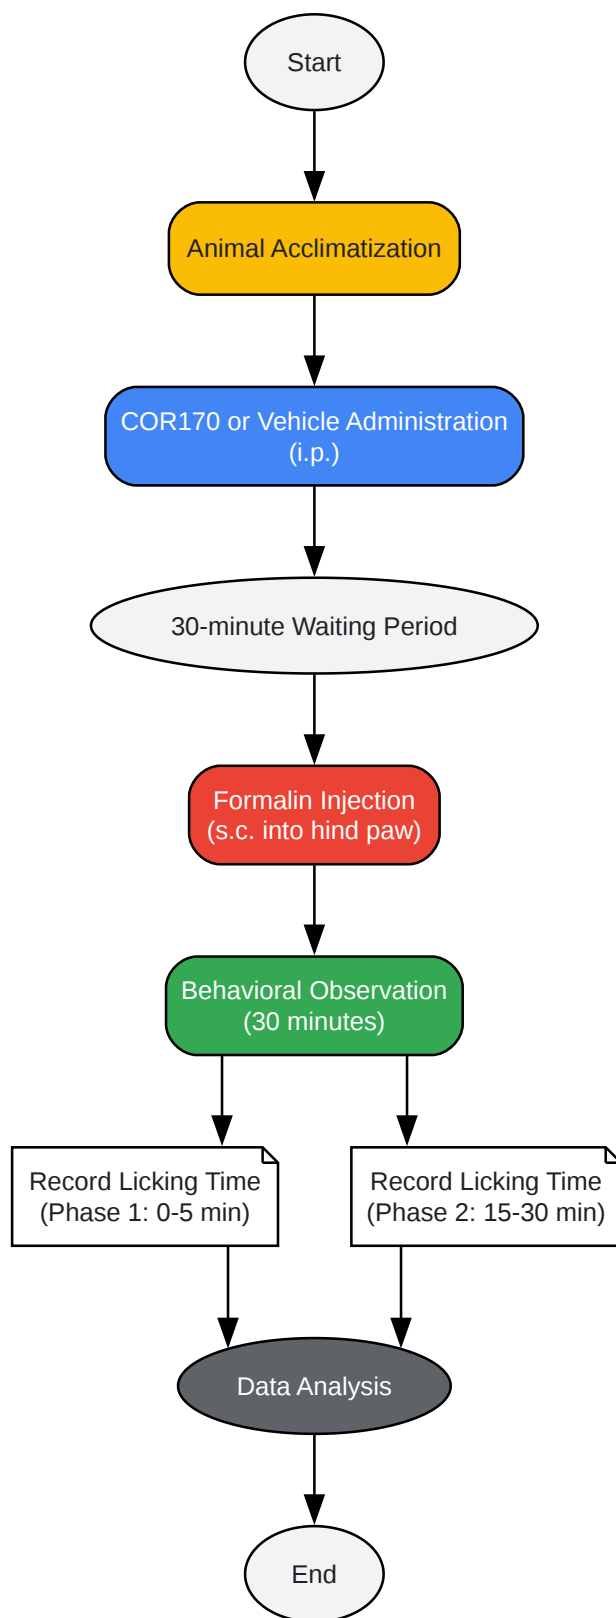 Start
Animal Acclimatization
COR170 or Vehicle Administration
(i.p.)
30-minute Waiting Period
Formalin Injection
(s.c. into hind paw)
Behavioral Observation
(30 minutes)
Record Licking Time
(Phase 1: 0-5 min)
Record Licking Time
(Phase 2: 15-30 min)
Data Analysis
End